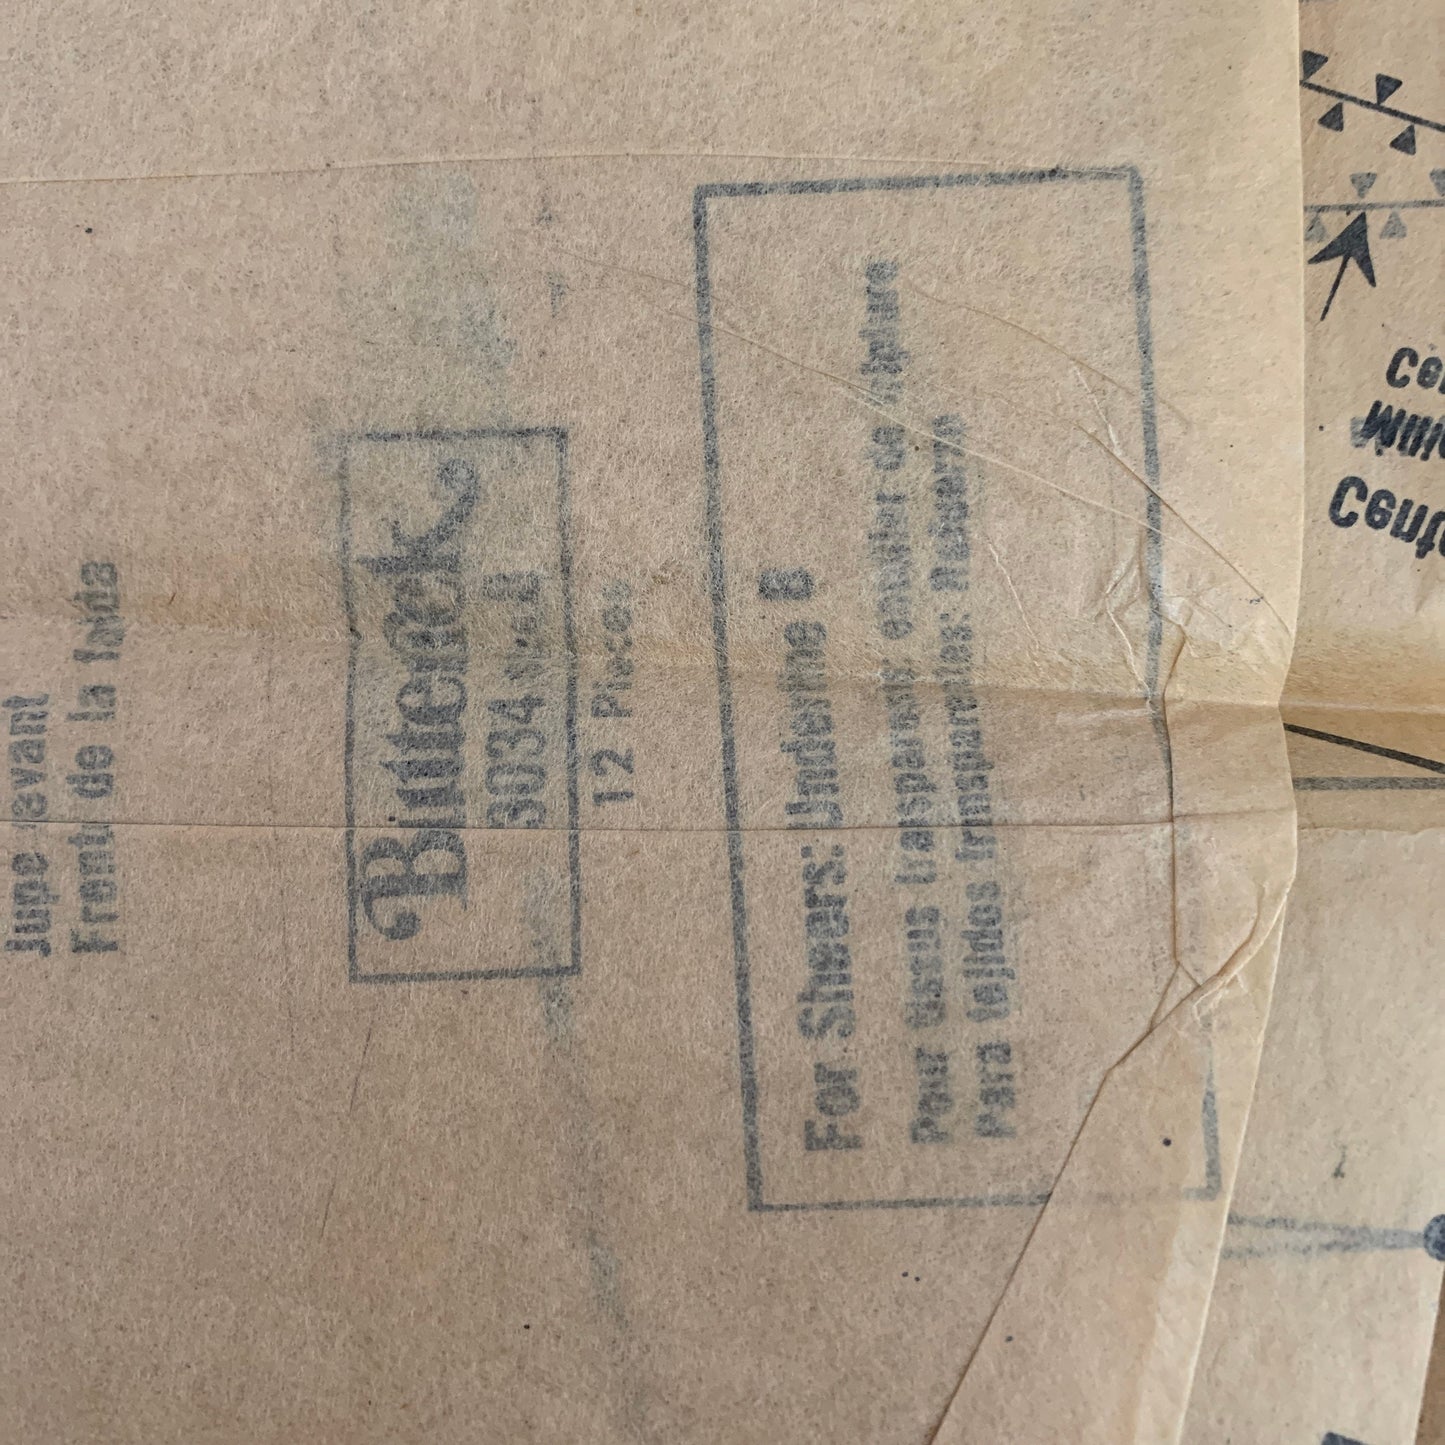 Jupe devant
Frente de la falda
Butterick
3034
12 Pieces
For Sheers: Underline B
Pour tissus transparents
Para tejidos transparentes:
Cent